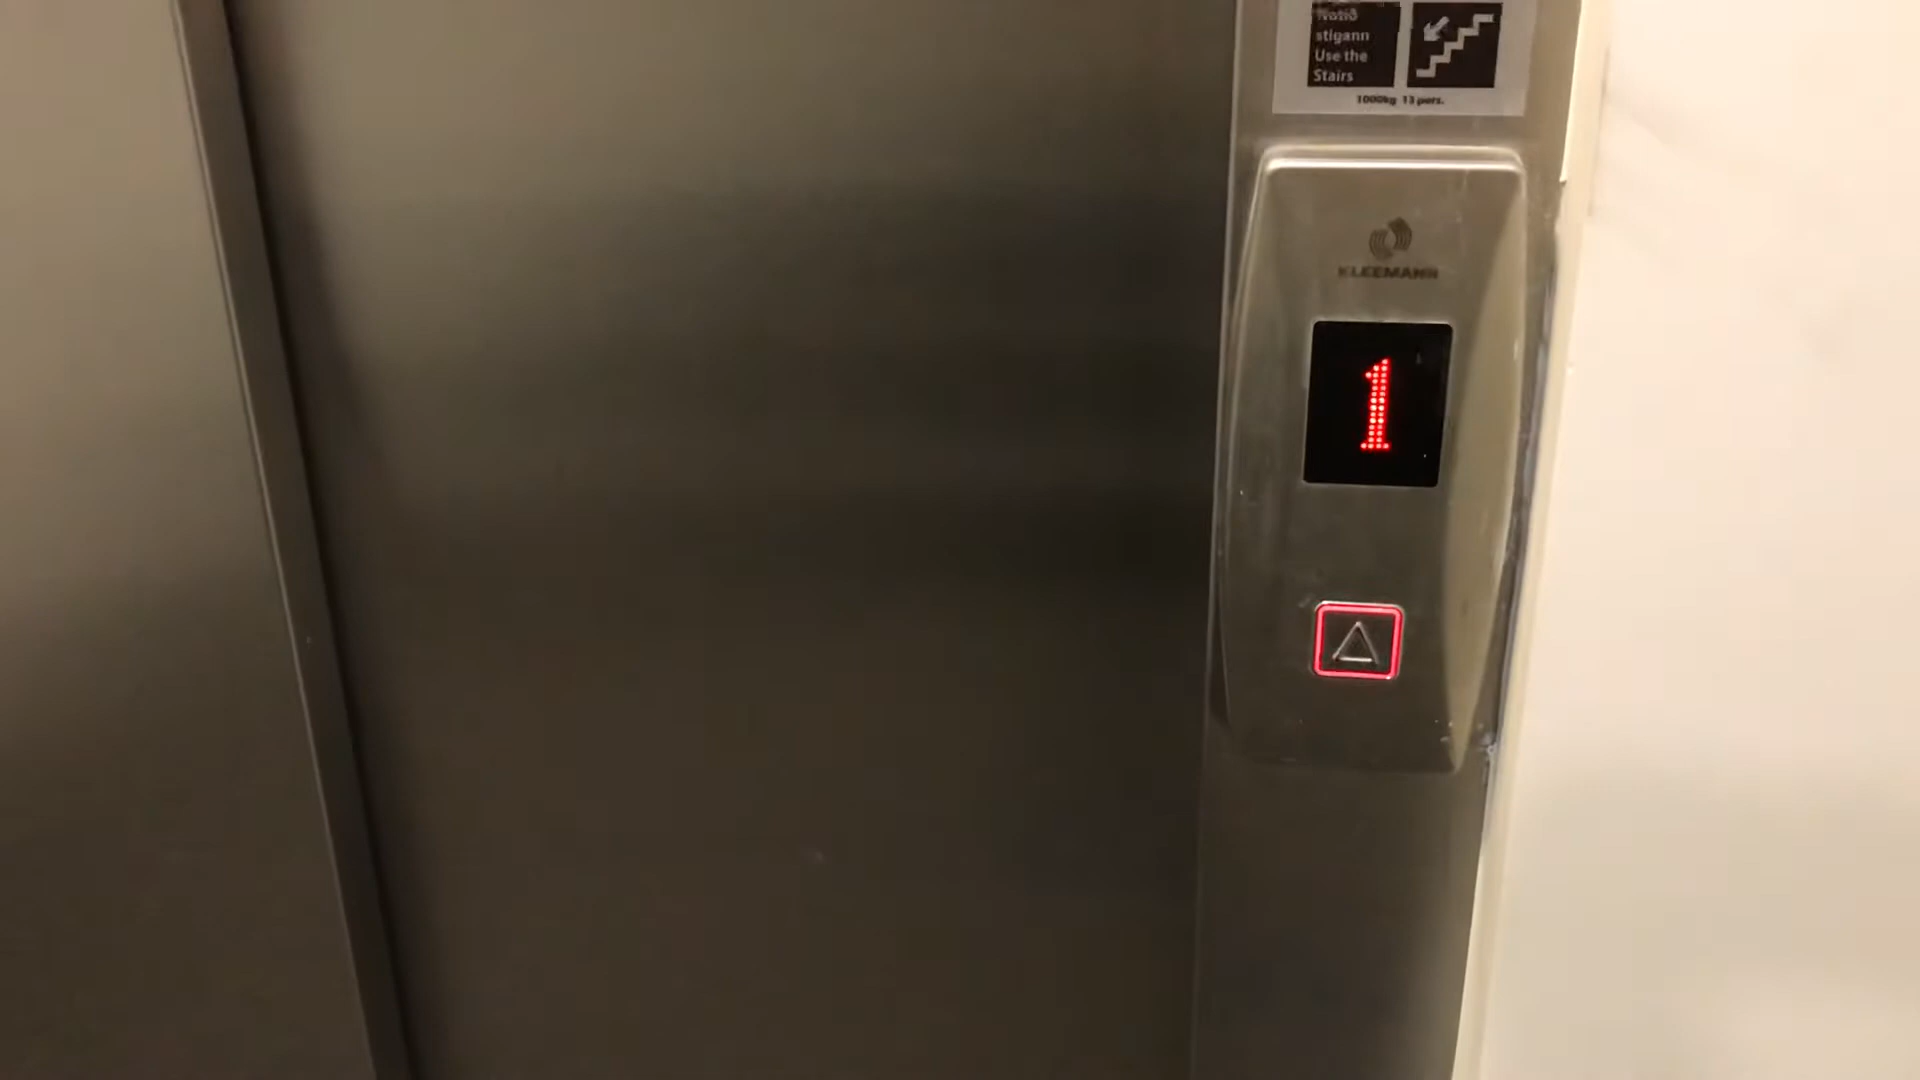 Notið
stigann
Use the
Stairs
1000kg 13 pers.
KLEEMANN
1